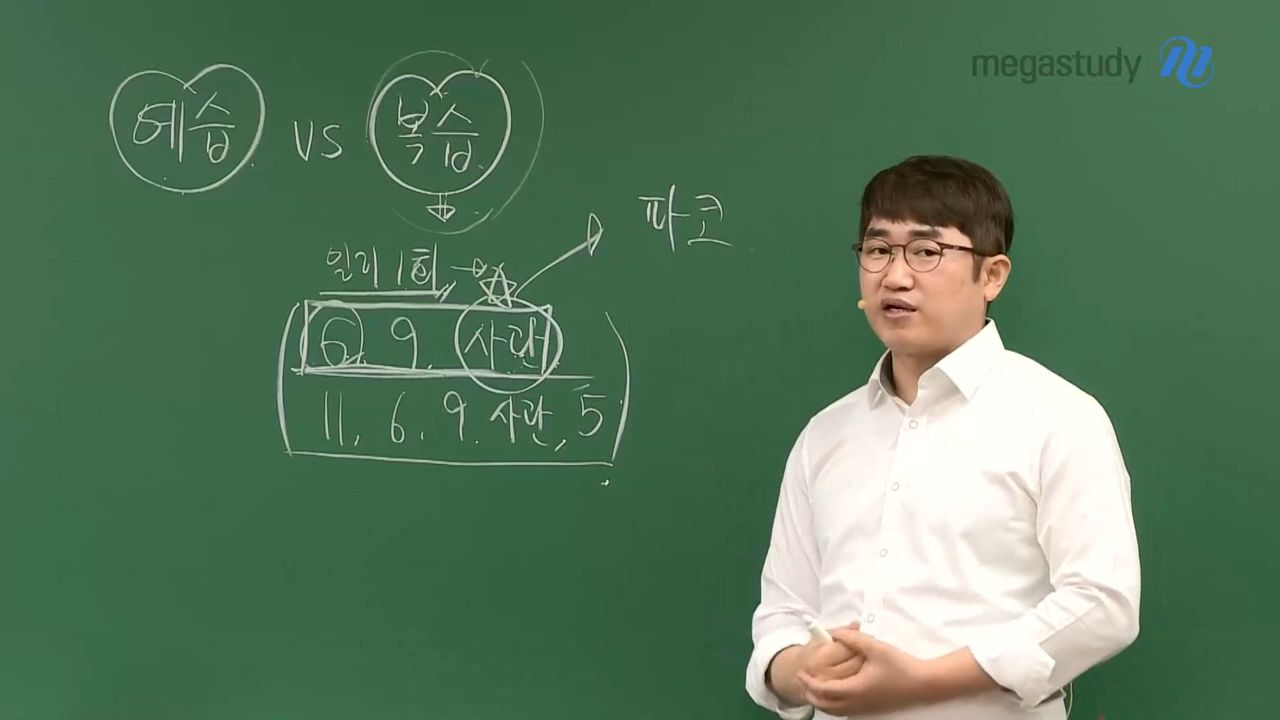 megastudy
예습 vs 복습
파코
일리 1회
6, 9, 사관
11, 6, 9, 사관, 5